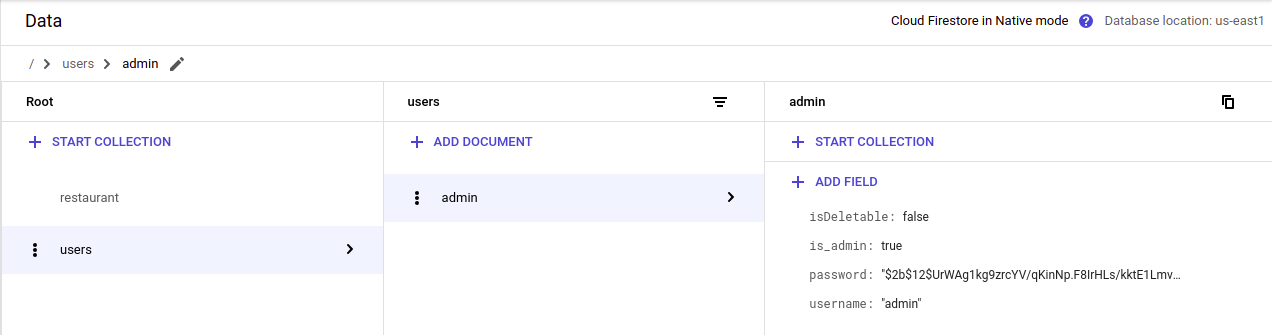 Data
Cloud Firestore in Native mode ? Database location: us-east1
/ > users > admin
Root
START COLLECTION
restaurant
users
users
ADD DOCUMENT
admin
admin
START COLLECTION
ADD FIELD
isDeletable: false
is_admin: true
password: "$2b$12$UrWAg1kg9zrcYV/qKinNp.F8IrHLs/kktE1Lmv...
username: "admin"